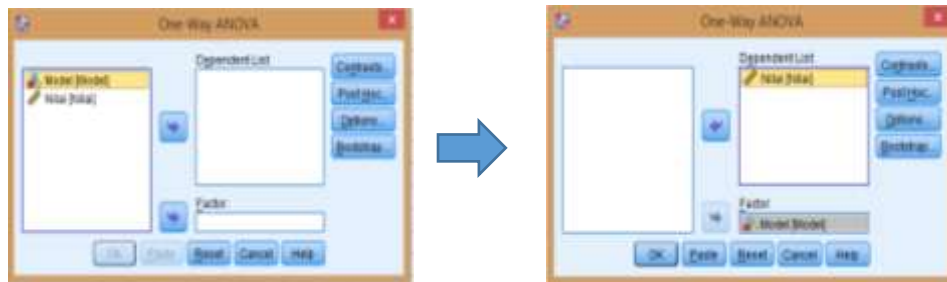 One-Way ANOVA
Dependent List
Model [Model]
Nilai [Nilai]
Contrasts...
Post Hoc...
Options...
Bootstrap...
Factor
OK Paste Reset Cancel Help
One-Way ANOVA
Dependent List
Nilai [Nilai]
Contrasts...
Post Hoc...
Options...
Bootstrap...
Factor
Model [Model]
OK Paste Reset Cancel Help